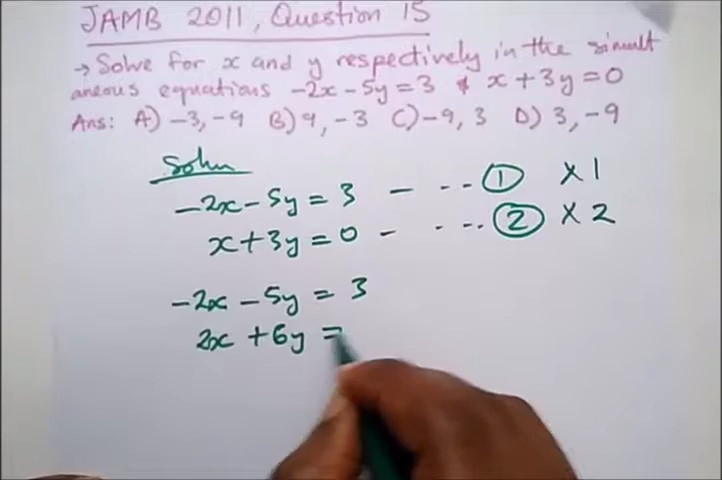 JAMB 2011, Question 15
→ Solve for x and y respectively in the simult
aneous equations -2x-5y=3 & x+3y=0
Ans: A) -3, -9 B) 9, -3 C) -9, 3 D) 3, -9
Soln
-2x-5y = 3 - - - - ① ×1
x+3y = 0 - - - - ② ×2
-2x - 5y = 3
2x + 6y =